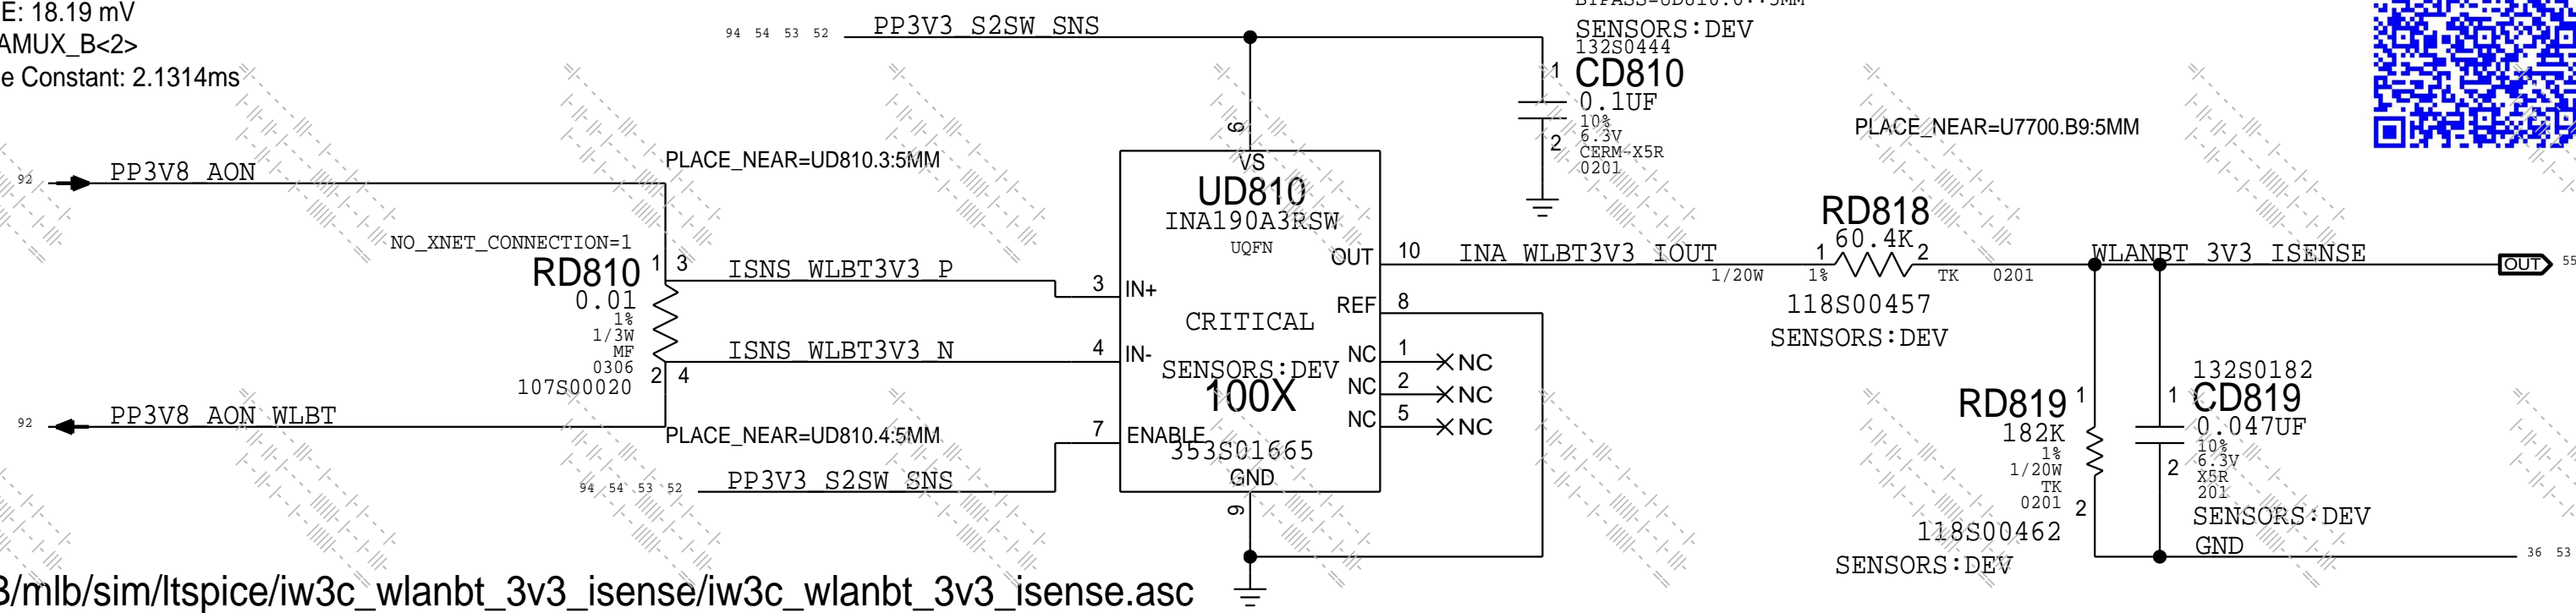 E: 18.19 mV
AMUX_B<2>
e Constant: 2.1314ms
94 54 53 52 PP3V3_S2SW_SNS
SENSORS:DEV
132S0444
1 CD810
0.1UF
10%
6.3V
2 CERM-X5R
0201
PLACE_NEAR=U7700.B9:5MM
92 PP3V8_AON
PLACE_NEAR=UD810.3:5MM
NO_XNET_CONNECTION=1
RD810 1 3
0.01
1%
1/3W
MF
0306
107S00020
2 4
ISNS_WLBT3V3_P
ISNS_WLBT3V3_N
92 PP3V8_AON_WLBT
PLACE_NEAR=UD810.4:5MM
94 54 53 52 PP3V3_S2SW_SNS
6
VS
UD810
INA190A3RSW
UQFN
CRITICAL
SENSORS:DEV
100X
353S01665
GND
9
3 IN+
4 IN-
7 ENABLE
OUT 10
REF 8
NC 1 NC
NC 2 NC
NC 5 NC
INA_WLBT3V3_IOUT
RD818
60.4K
1 2
1/20W 1% TK 0201
118S00457
SENSORS:DEV
WLANBT_3V3_ISENSE
OUT 55
RD819 1
182K
1%
1/20W
TK
0201
2
118S00462
SENSORS:DEV
132S0182
1 CD819
0.047UF
10%
6.3V
2 X5R
201
SENSORS:DEV
GND
36 53
3/mlb/sim/ltspice/iw3c_wlanbt_3v3_isense/iw3c_wlanbt_3v3_isense.asc